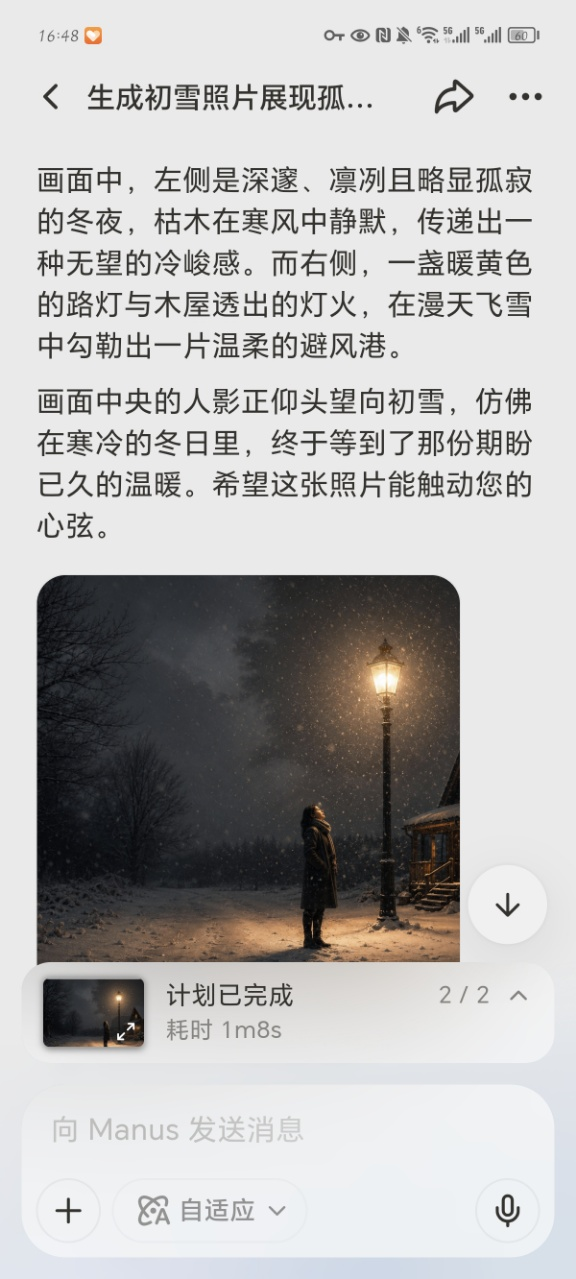 16:48
6
5G
5G
60
生成初雪照片展现孤...
画面中，左侧是深邃、凛冽且略显孤寂
的冬夜，枯木在寒风中静默，传递出一
种无望的冷峻感。而右侧，一盏暖黄色
的路灯与木屋透出的灯火，在漫天飞雪
中勾勒出一片温柔的避风港。
画面中央的人影正仰头望向初雪，仿佛
在寒冷的冬日里，终于等到了那份期盼
已久的温暖。希望这张照片能触动您的
心弦。
计划已完成
2 / 2
耗时 1m8s
向 Manus 发送消息
自适应